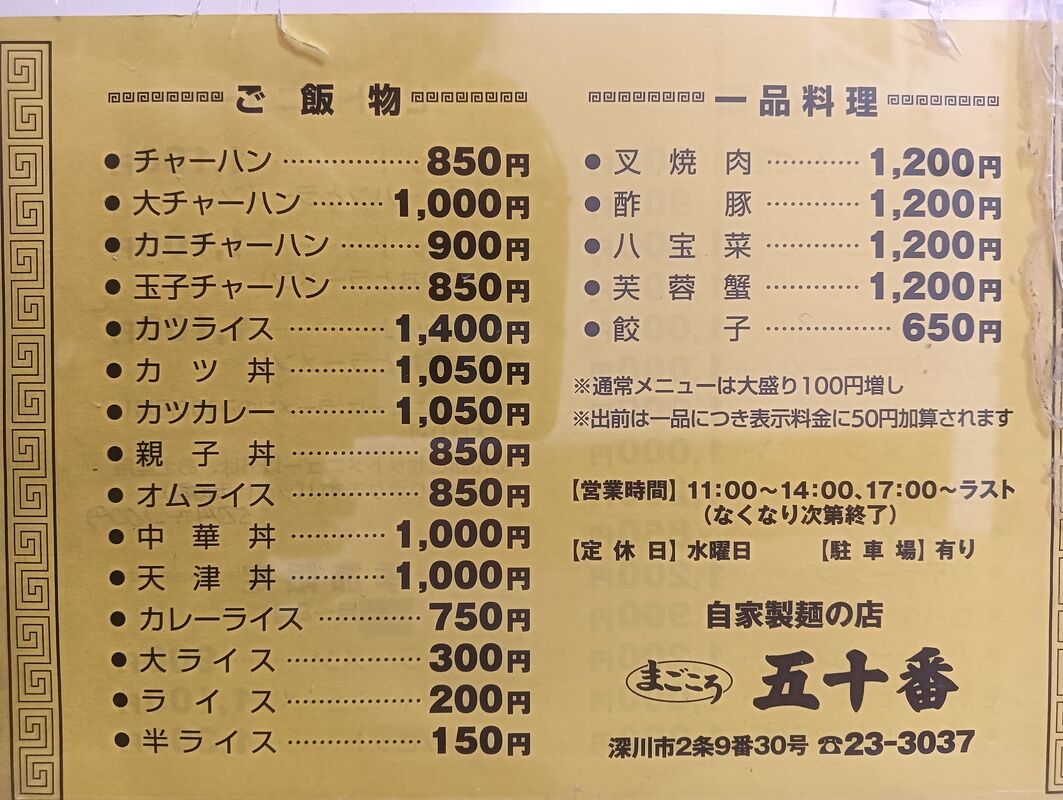 ご飯物
●チャーハン…………850円
●大チャーハン………1,000円
●カニチャーハン………900円
●玉子チャーハン………850円
●カツライス…………1,400円
●カツ丼…………1,050円
●カツカレー…………1,050円
●親子丼…………850円
●オムライス…………850円
●中華丼…………1,000円
●天津丼…………1,000円
●カレーライス…………750円
●大ライス…………300円
●ライス…………200円
●半ライス…………150円
一品料理
●叉焼肉…………1,200円
●酢豚…………1,200円
●八宝菜…………1,200円
●芙蓉蟹…………1,200円
●餃子…………650円
※通常メニューは大盛り100円増し
※出前は一品につき表示料金に50円加算されます
【営業時間】11:00〜14:00、17:00〜ラスト
(なくなり次第終了)
【定休日】水曜日 【駐車場】有り
自家製麺の店
まごころ 五十番
深川市2条9番30号 ☎23-3037